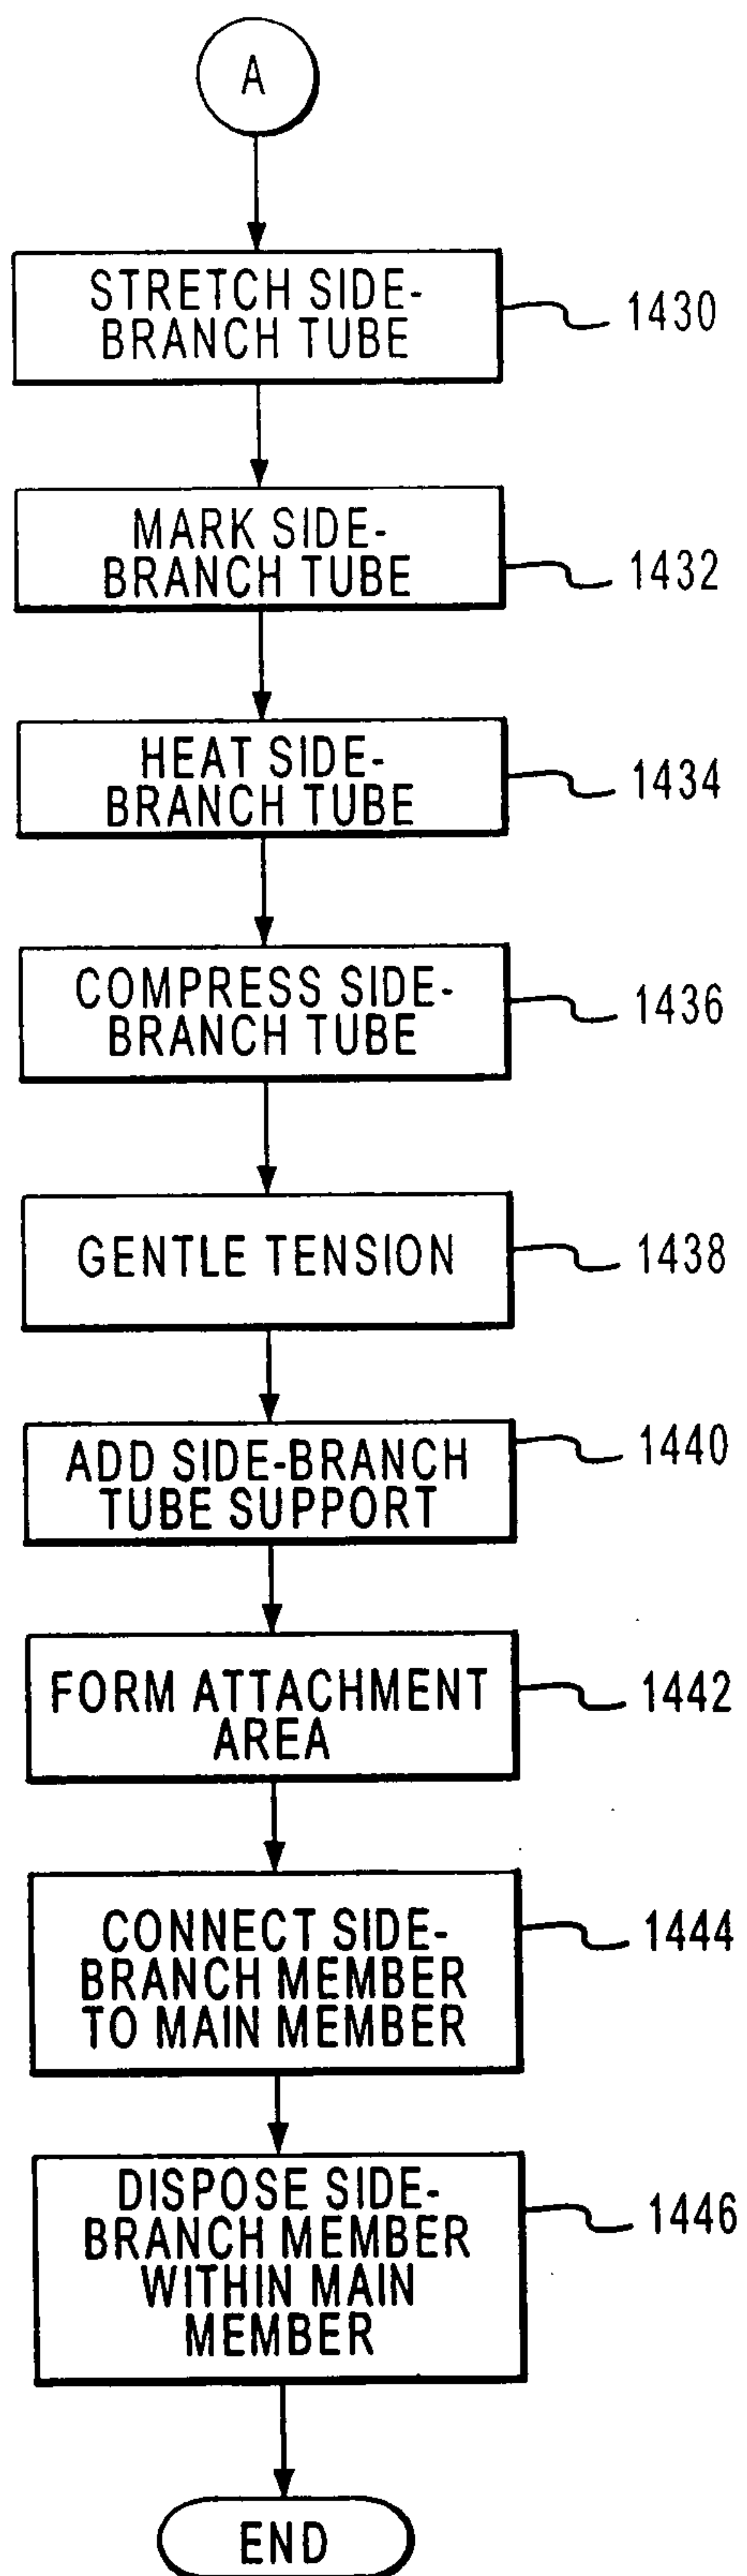 A
STRETCH SIDE-
BRANCH TUBE
1430
MARK SIDE-
BRANCH TUBE
1432
HEAT SIDE-
BRANCH TUBE
1434
COMPRESS SIDE-
BRANCH TUBE
1436
GENTLE TENSION
1438
ADD SIDE-BRANCH
TUBE SUPPORT
1440
FORM ATTACHMENT
AREA
1442
CONNECT SIDE-
BRANCH MEMBER
TO MAIN MEMBER
1444
DISPOSE SIDE-
BRANCH MEMBER
WITHIN MAIN
MEMBER
1446
END